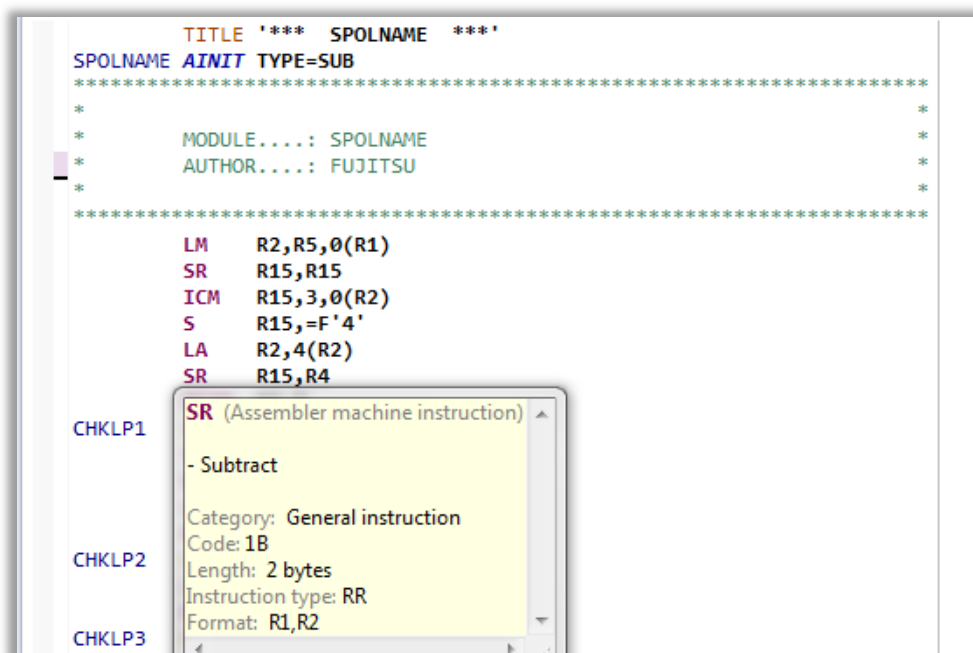 TITLE '*** SPOLNAME ***'
SPOLNAME AINIT TYPE=SUB
**********************************************************************
* *
* MODULE....: SPOLNAME *
* AUTHOR....: FUJITSU *
* *
**********************************************************************
LM R2,R5,0(R1)
SR R15,R15
ICM R15,3,0(R2)
S R15,=F'4'
LA R2,4(R2)
SR R15,R4
SR (Assembler machine instruction)
CHKLP1
- Subtract
Category: General instruction
Code: 1B
CHKLP2
Length: 2 bytes
Instruction type: RR
Format: R1,R2
CHKLP3